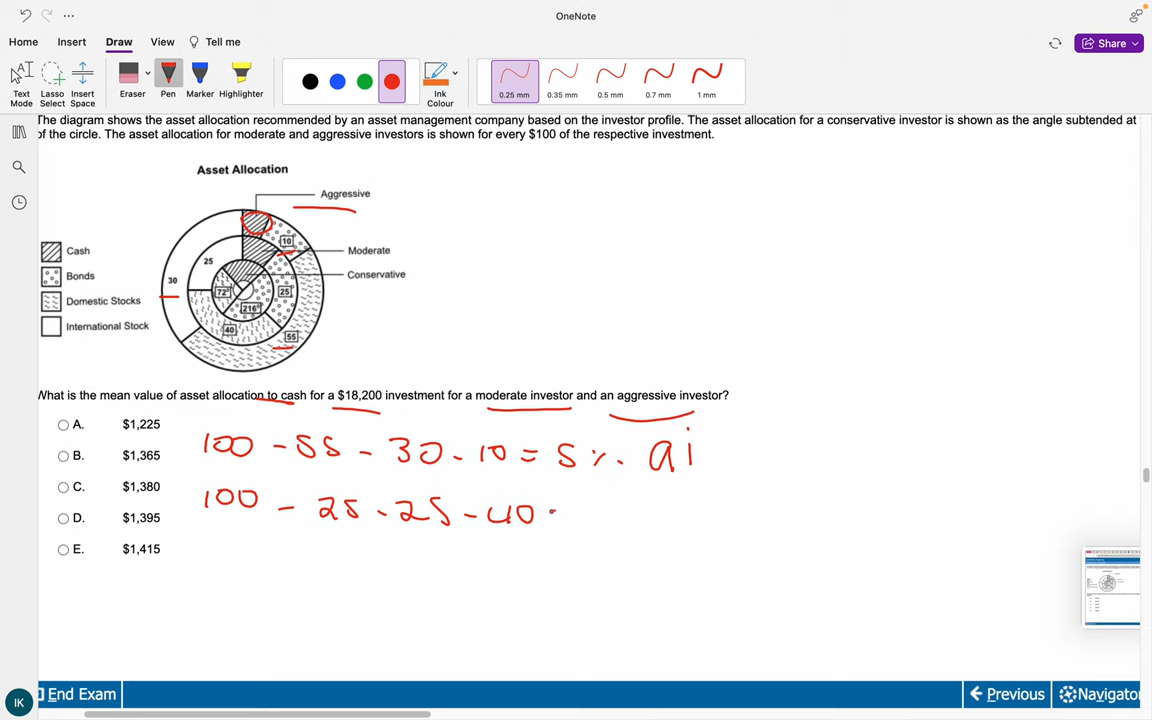 OneNote
Home Insert Draw View Tell me
Share
Text Mode
Lasso Select
Insert Space
Eraser
Pen
Marker
Highlighter
Ink Colour
0.25 mm 0.35 mm 0.5 mm 0.7 mm 1 mm
The diagram shows the asset allocation recommended by an asset management company based on the investor profile. The asset allocation for a conservative investor is shown as the angle subtended at
of the circle. The asset allocation for moderate and aggressive investors is shown for every $100 of the respective investment.
Asset Allocation
Aggressive
10
Cash
25
Moderate
Conservative
Bonds
30
72°
25
216°
Domestic Stocks
International Stock
40
55
What is the mean value of asset allocation to cash for a $18,200 investment for a moderate investor and an aggressive investor?
A. $1,225
B. $1,365
C. $1,380
D. $1,395
E. $1,415
100 - 55 - 30 - 10 = 5 %. ai
100 - 25 - 25 - 40
IK
End Exam
Previous
Navigator